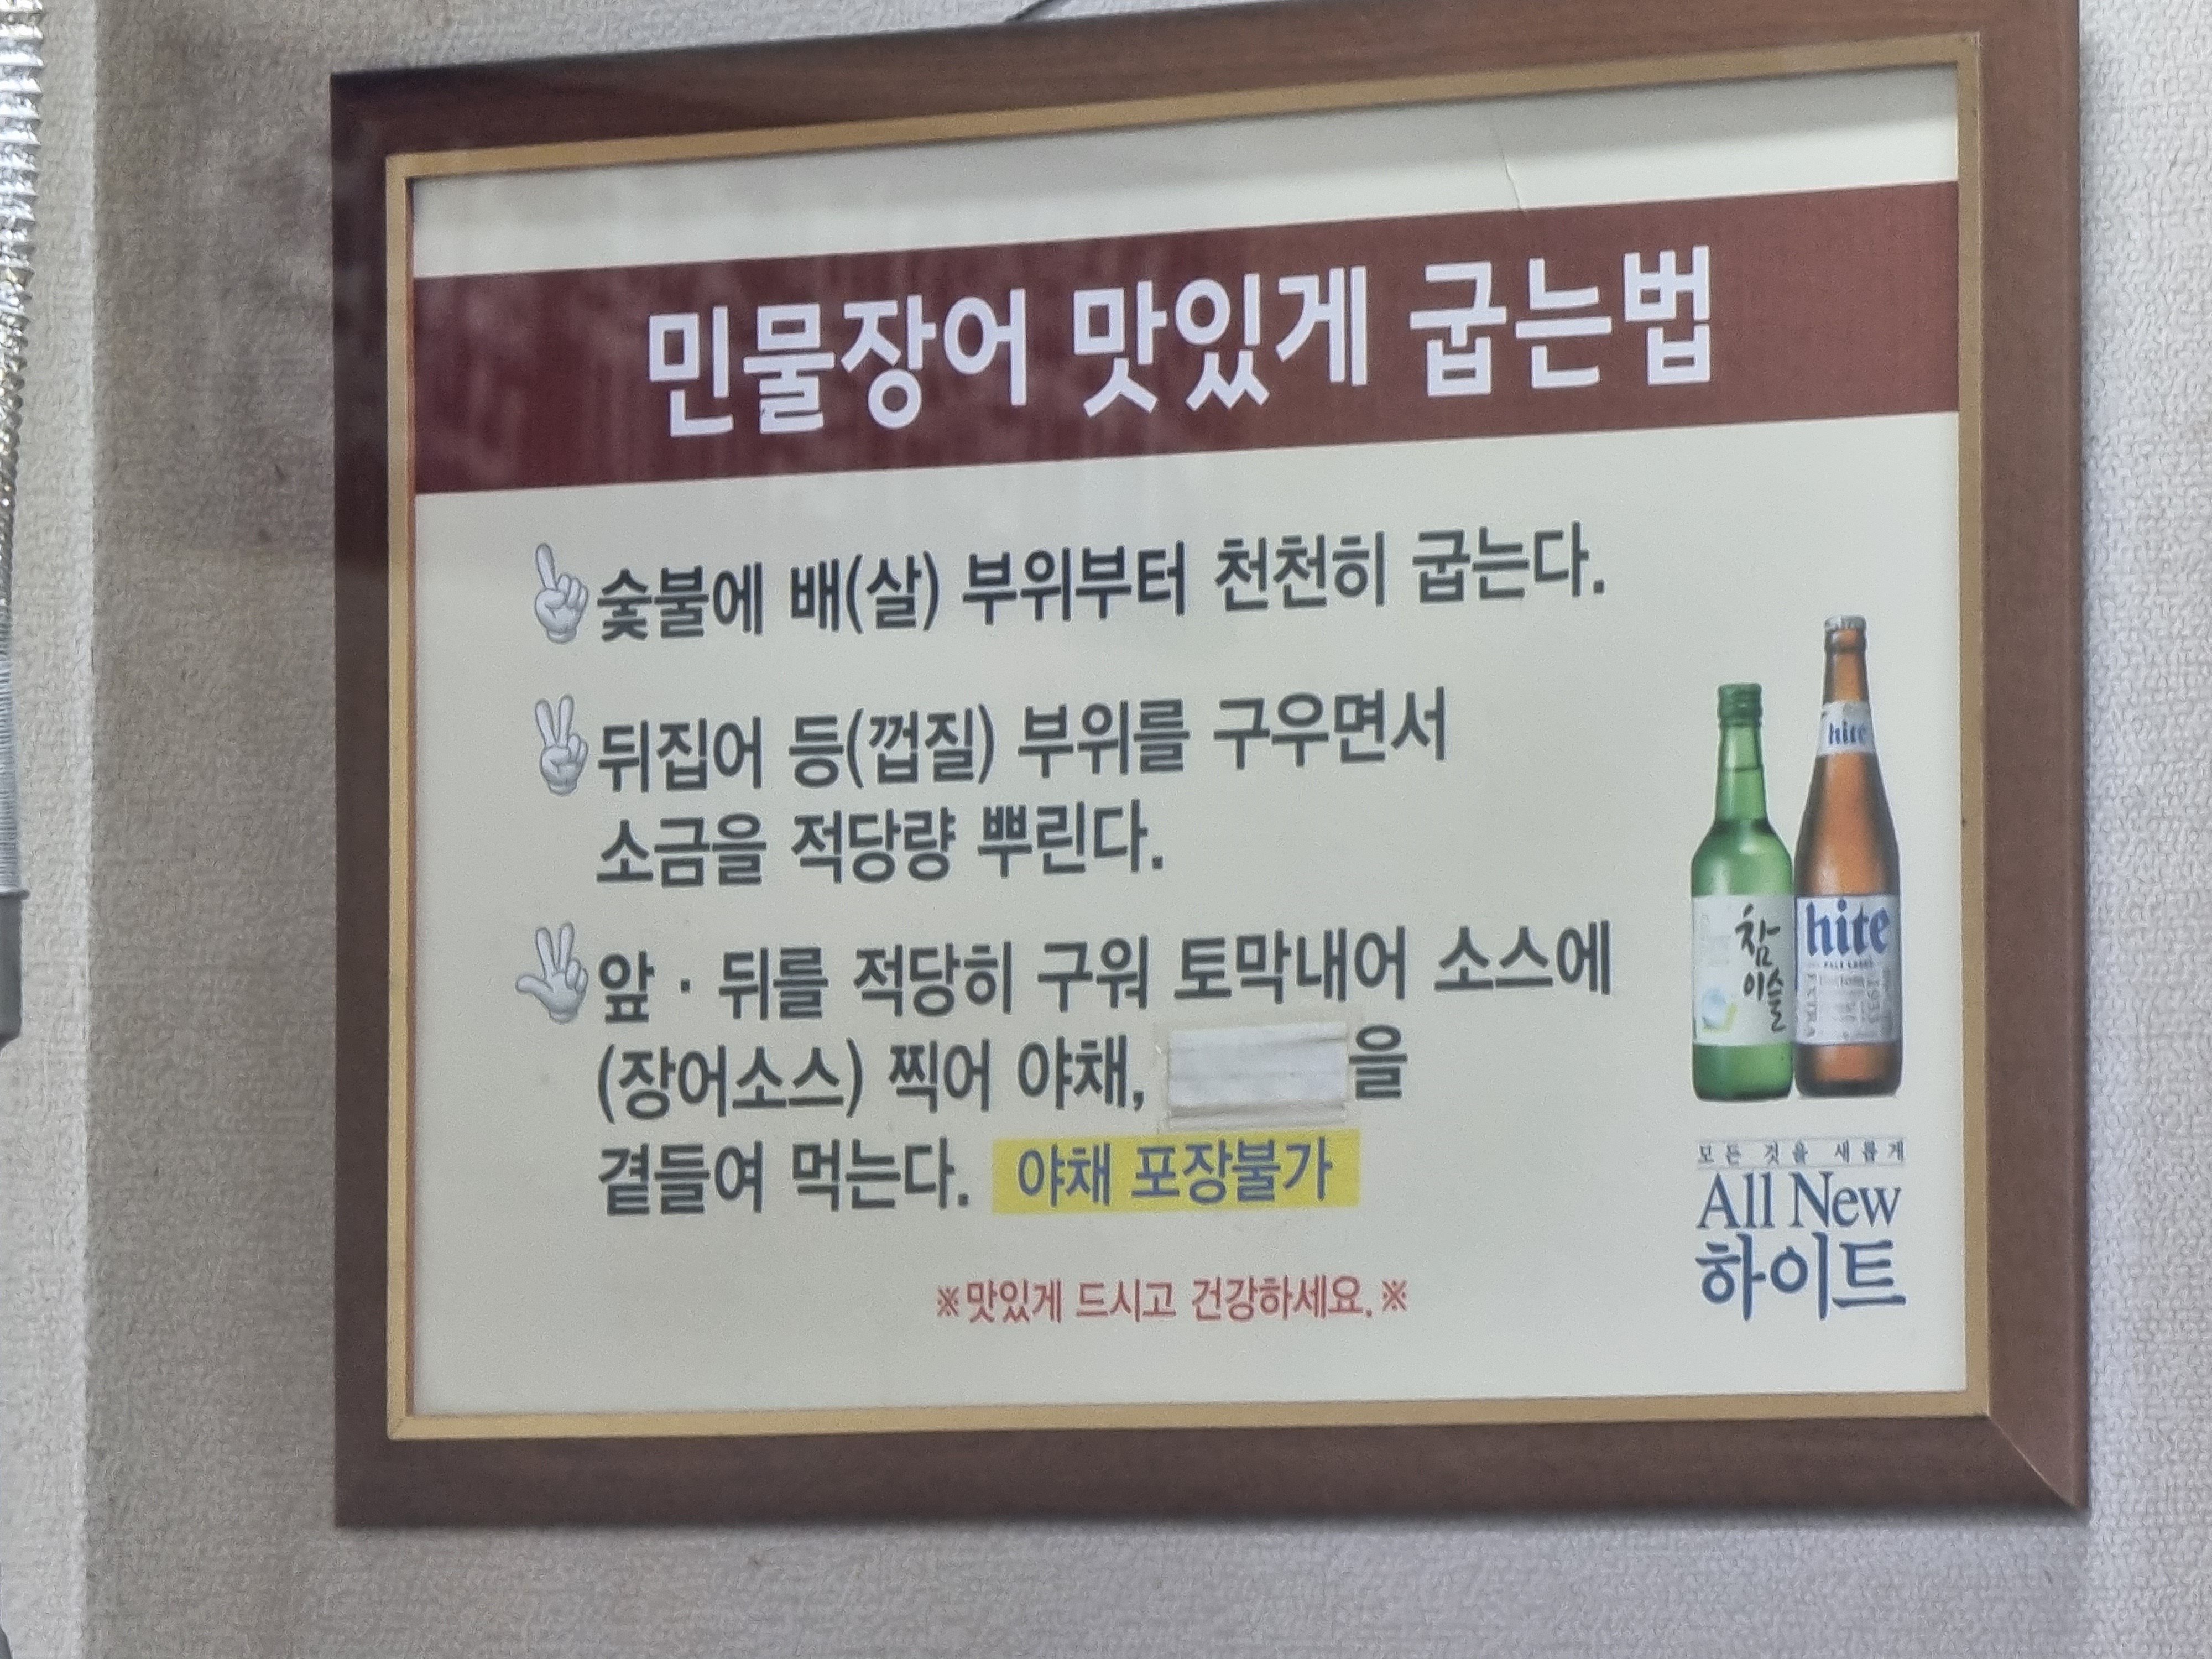 민물장어 맛있게 굽는법
숯불에 배(살) 부위부터 천천히 굽는다.
뒤집어 등(껍질) 부위를 구우면서
소금을 적당량 뿌린다.
앞 · 뒤를 적당히 구워 토막내어 소스에
(장어소스) 찍어 야채, 을
곁들여 먹는다. 야채 포장불가
※맛있게 드시고 건강하세요.※
hite
참이슬
hite
PALE LAGER
EXTRA
1933
모든 것을 새롭게
All New
하이트